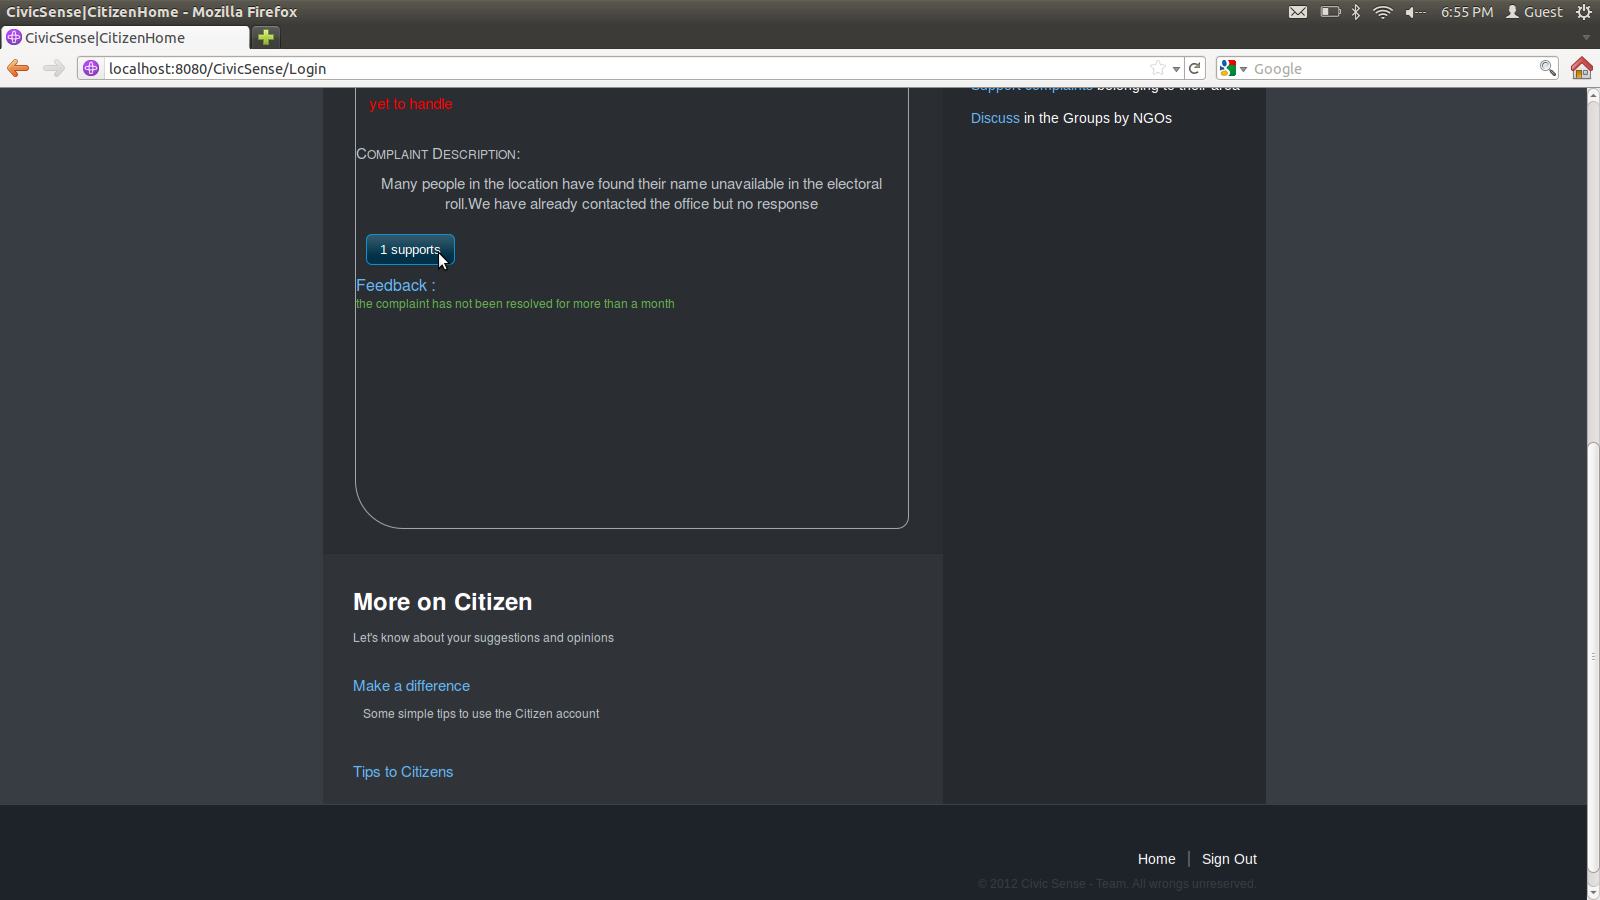 CivicSense|CitizenHome - Mozilla Firefox
6:55 PM Guest
CivicSense|CitizenHome
localhost:8080/CivicSense/Login
Google
yet to handle
Support complaints belonging to their area
Discuss in the Groups by NGOs
COMPLAINT DESCRIPTION:
Many people in the location have found their name unavailable in the electoral
roll.We have already contacted the office but no response
1 supports
Feedback :
the complaint has not been resolved for more than a month
More on Citizen
Let's know about your suggestions and opinions
Make a difference
Some simple tips to use the Citizen account
Tips to Citizens
Home | Sign Out
© 2012 Civic Sense - Team. All wrongs unreserved.